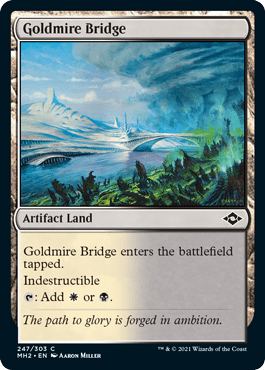 Goldmire Bridge
Artifact Land
Goldmire Bridge enters the battlefield
tapped.
Indestructible
: Add or .
The path to glory is forged in ambition.
247/303 C
MH2 • EN AARON MILLER
™ & © 2021 Wizards of the Coast